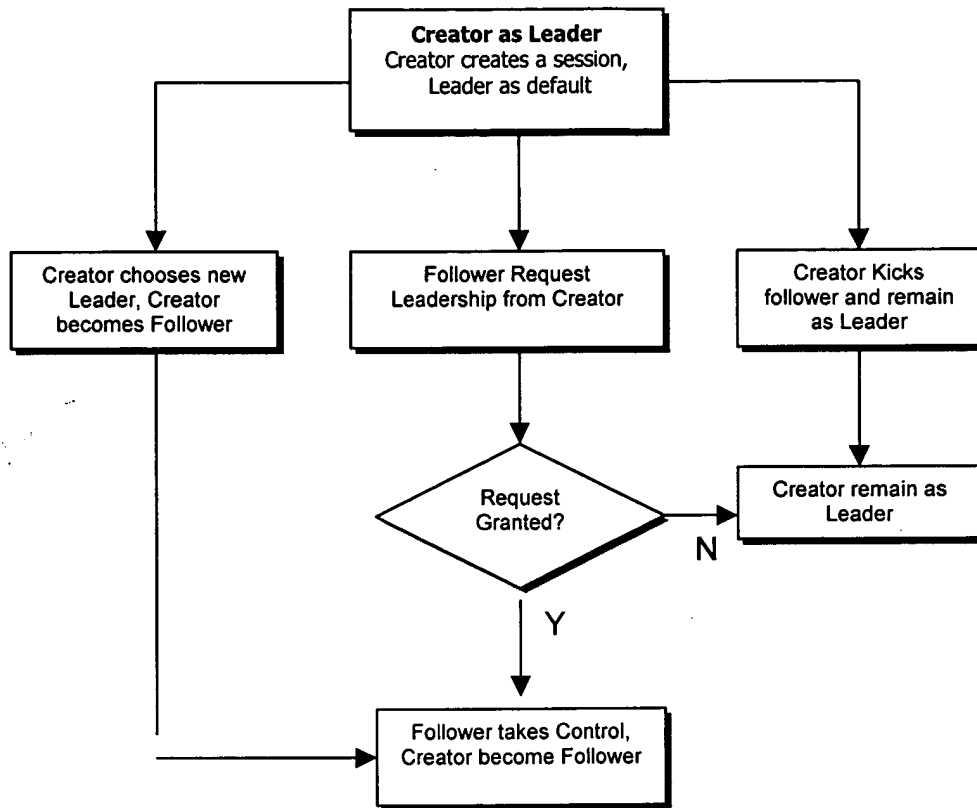 Creator as Leader
Creator creates a session,
Leader as default
Creator chooses new
Leader, Creator
becomes Follower
Follower Request
Leadership from Creator
Creator Kicks
follower and remain
as Leader
Request
Granted?
N
Creator remain as
Leader
Y
Follower takes Control,
Creator become Follower